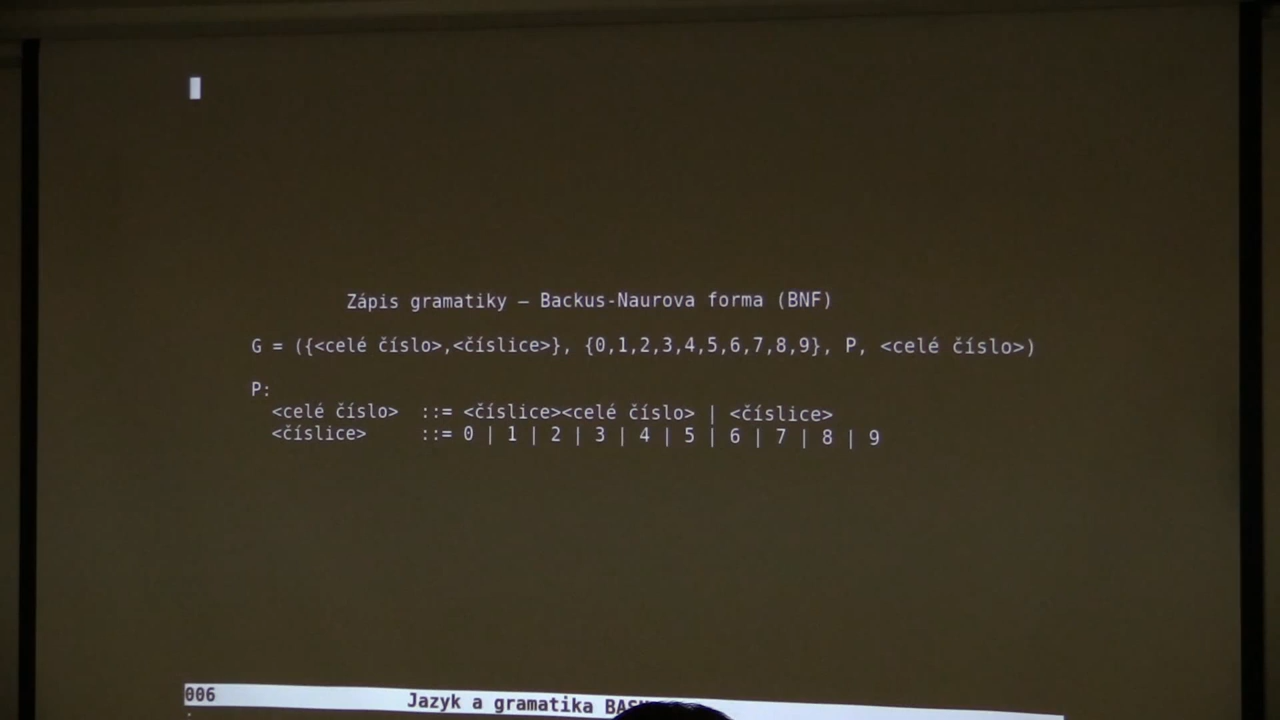 Zápis gramatiky – Backus-Naurova forma (BNF)
G = ({<celé číslo>,<číslice>}, {0,1,2,3,4,5,6,7,8,9}, P, <celé číslo>)
P:
<celé číslo> ::= <číslice><celé číslo> | <číslice>
<číslice> ::= 0 | 1 | 2 | 3 | 4 | 5 | 6 | 7 | 8 | 9
006 Jazyk a gramatika